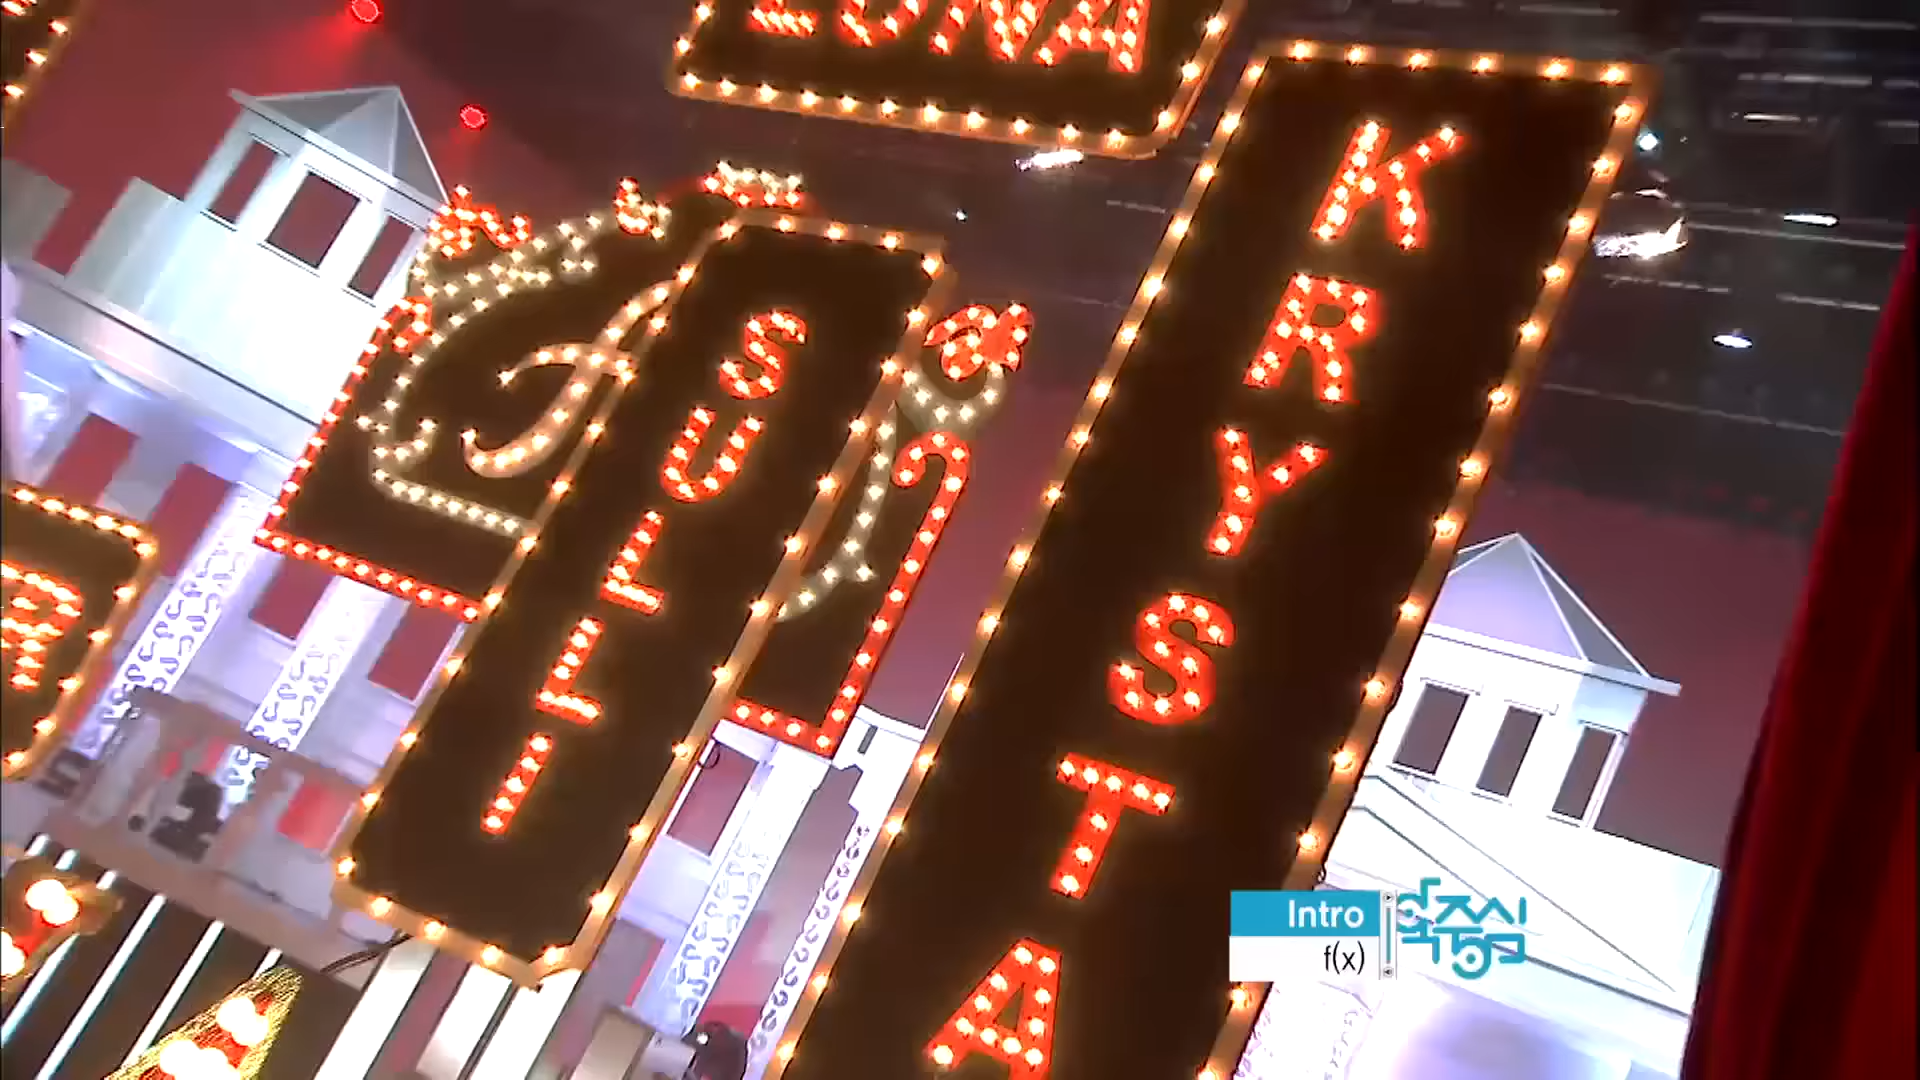 LUNA
KRYSTA
SULLI
R
Intro
f(x)
음악중심